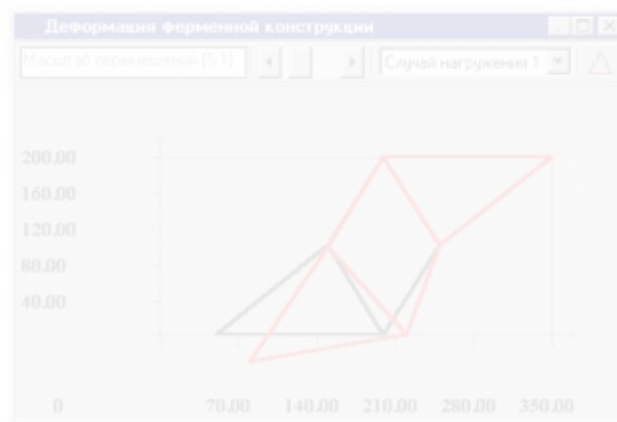 Деформация ферменной конструкции
Масштаб перемещений [5:1]
Случай нагружения 1
200.00
160.00
120.00
80.00
40.00
0 70.00 140.00 210.00 280.00 350.00